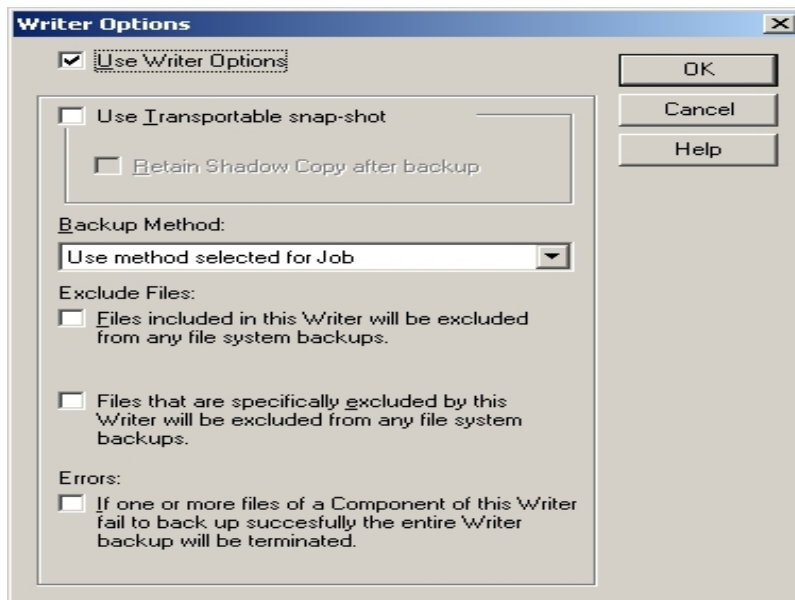 Writer Options
Use Writer Options
OK
Use Transportable snap-shot
Cancel
Retain Shadow Copy after backup
Help
Backup Method:
Use method selected for Job
Exclude Files:
Files included in this Writer will be excluded
from any file system backups.
Files that are specifically excluded by this
Writer will be excluded from any file system
backups.
Errors:
If one or more files of a Component of this Writer
fail to back up succesfully the entire Writer
backup will be terminated.